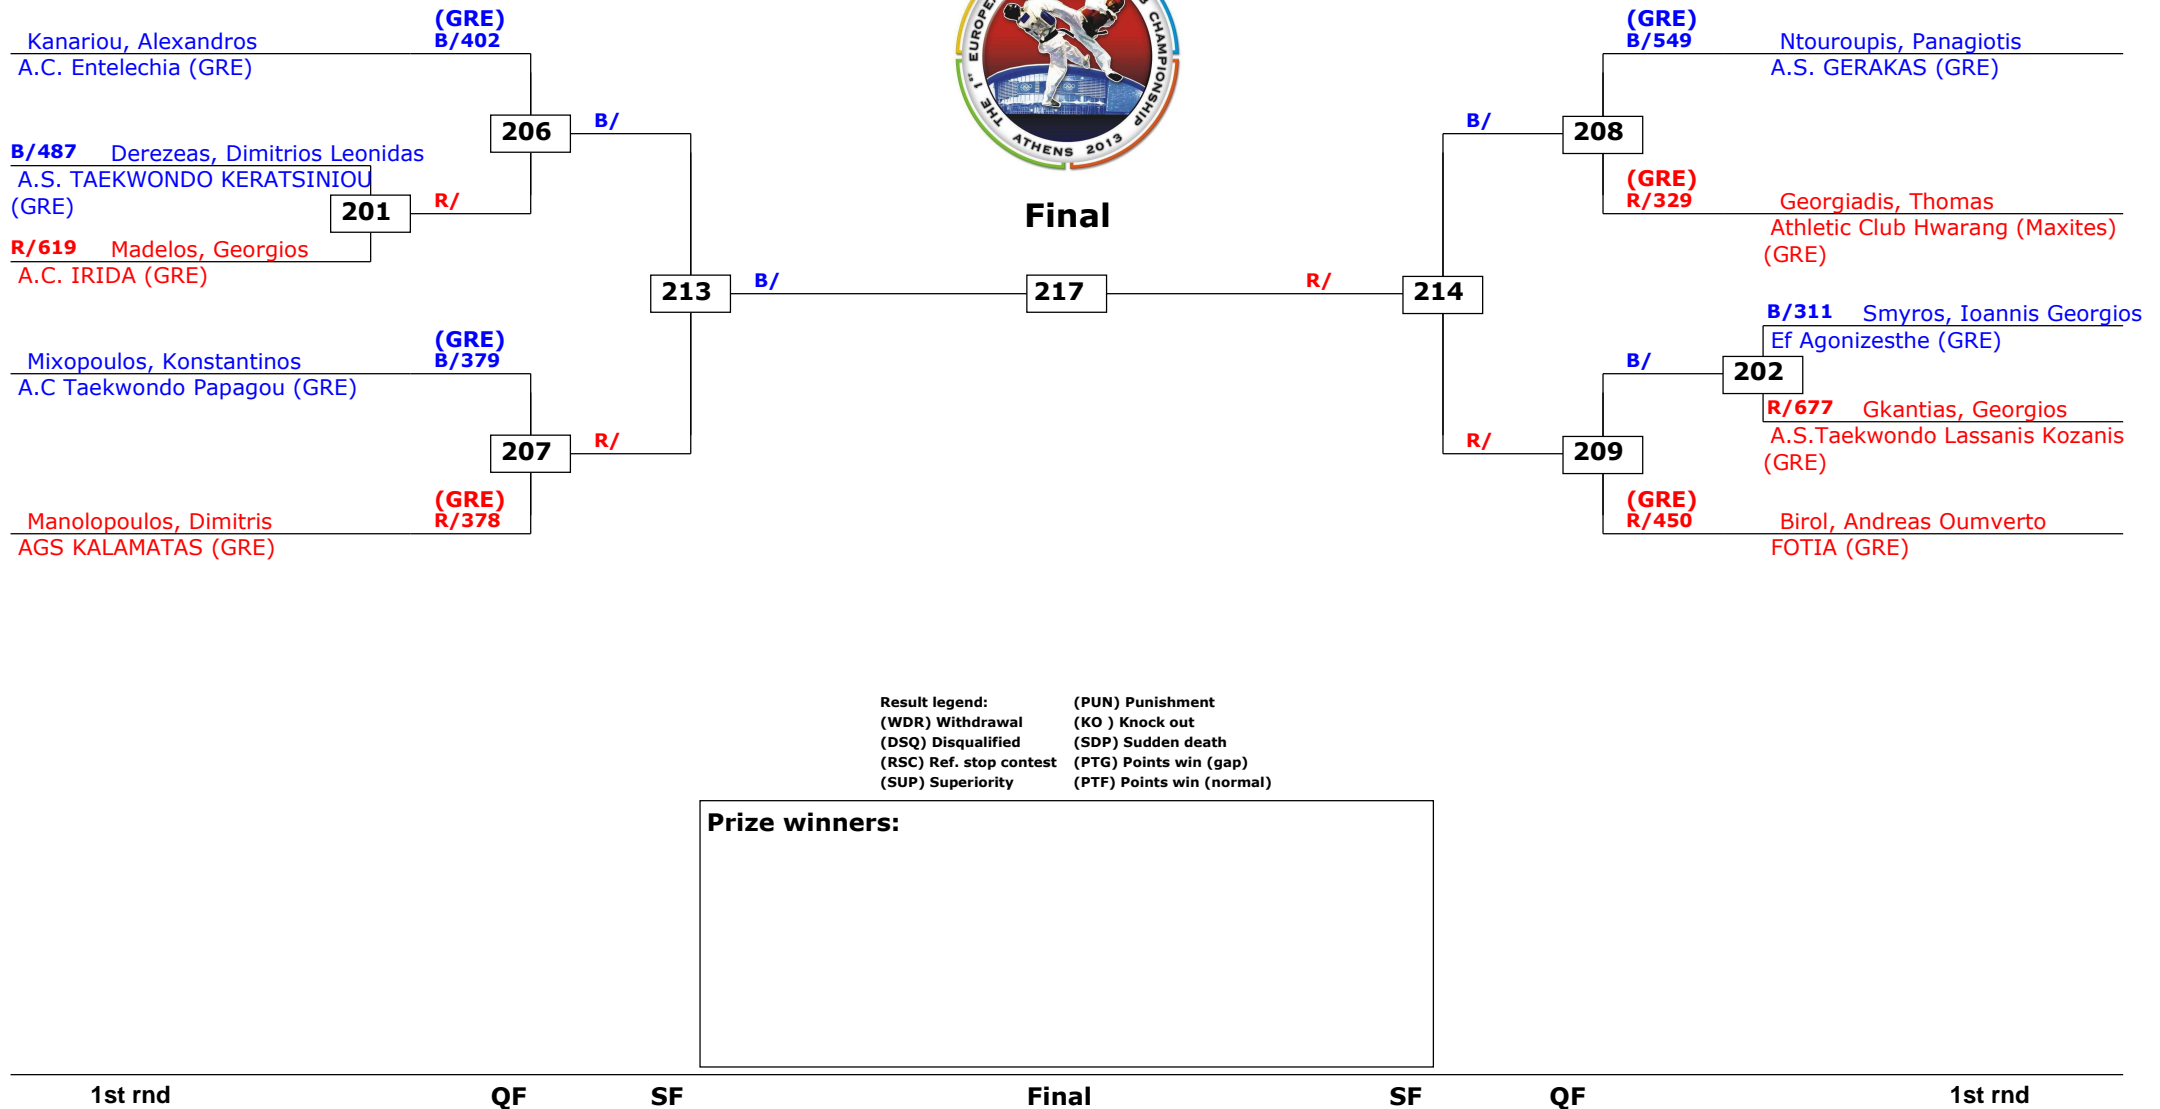 (GRE)
Kanariou, Alexandros B/402
A.C. Entelechia (GRE)
206
B/
B/487 Derezeas, Dimitrios Leonidas
A.S. TAEKWONDO KERATSINIOU
(GRE)
201
R/
R/619 Madelos, Georgios
A.C. IRIDA (GRE)
213
B/
(GRE)
Mixopoulos, Konstantinos B/379
A.C Taekwondo Papagou (GRE)
207
R/
(GRE)
Manolopoulos, Dimitris R/378
AGS KALAMATAS (GRE)
THE 1st EUROPEA
CHAMPIONSHIP
ATHENS 2013
Final
217
(GRE)
B/549 Ntouroupis, Panagiotis
A.S. GERAKAS (GRE)
B/
208
(GRE)
R/329 Georgiadis, Thomas
Athletic Club Hwarang (Maxites)
(GRE)
R/
214
B/311 Smyros, Ioannis Georgios
Ef Agonizesthe (GRE)
B/
202
R/677 Gkantias, Georgios
A.S.Taekwondo Lassanis Kozanis
(GRE)
R/
209
(GRE)
R/450 Birol, Andreas Oumverto
FOTIA (GRE)
Result legend: (PUN) Punishment
(WDR) Withdrawal (KO ) Knock out
(DSQ) Disqualified (SDP) Sudden death
(RSC) Ref. stop contest (PTG) Points win (gap)
(SUP) Superiority (PTF) Points win (normal)
Prize winners:
1st rnd QF SF Final SF QF 1st rnd